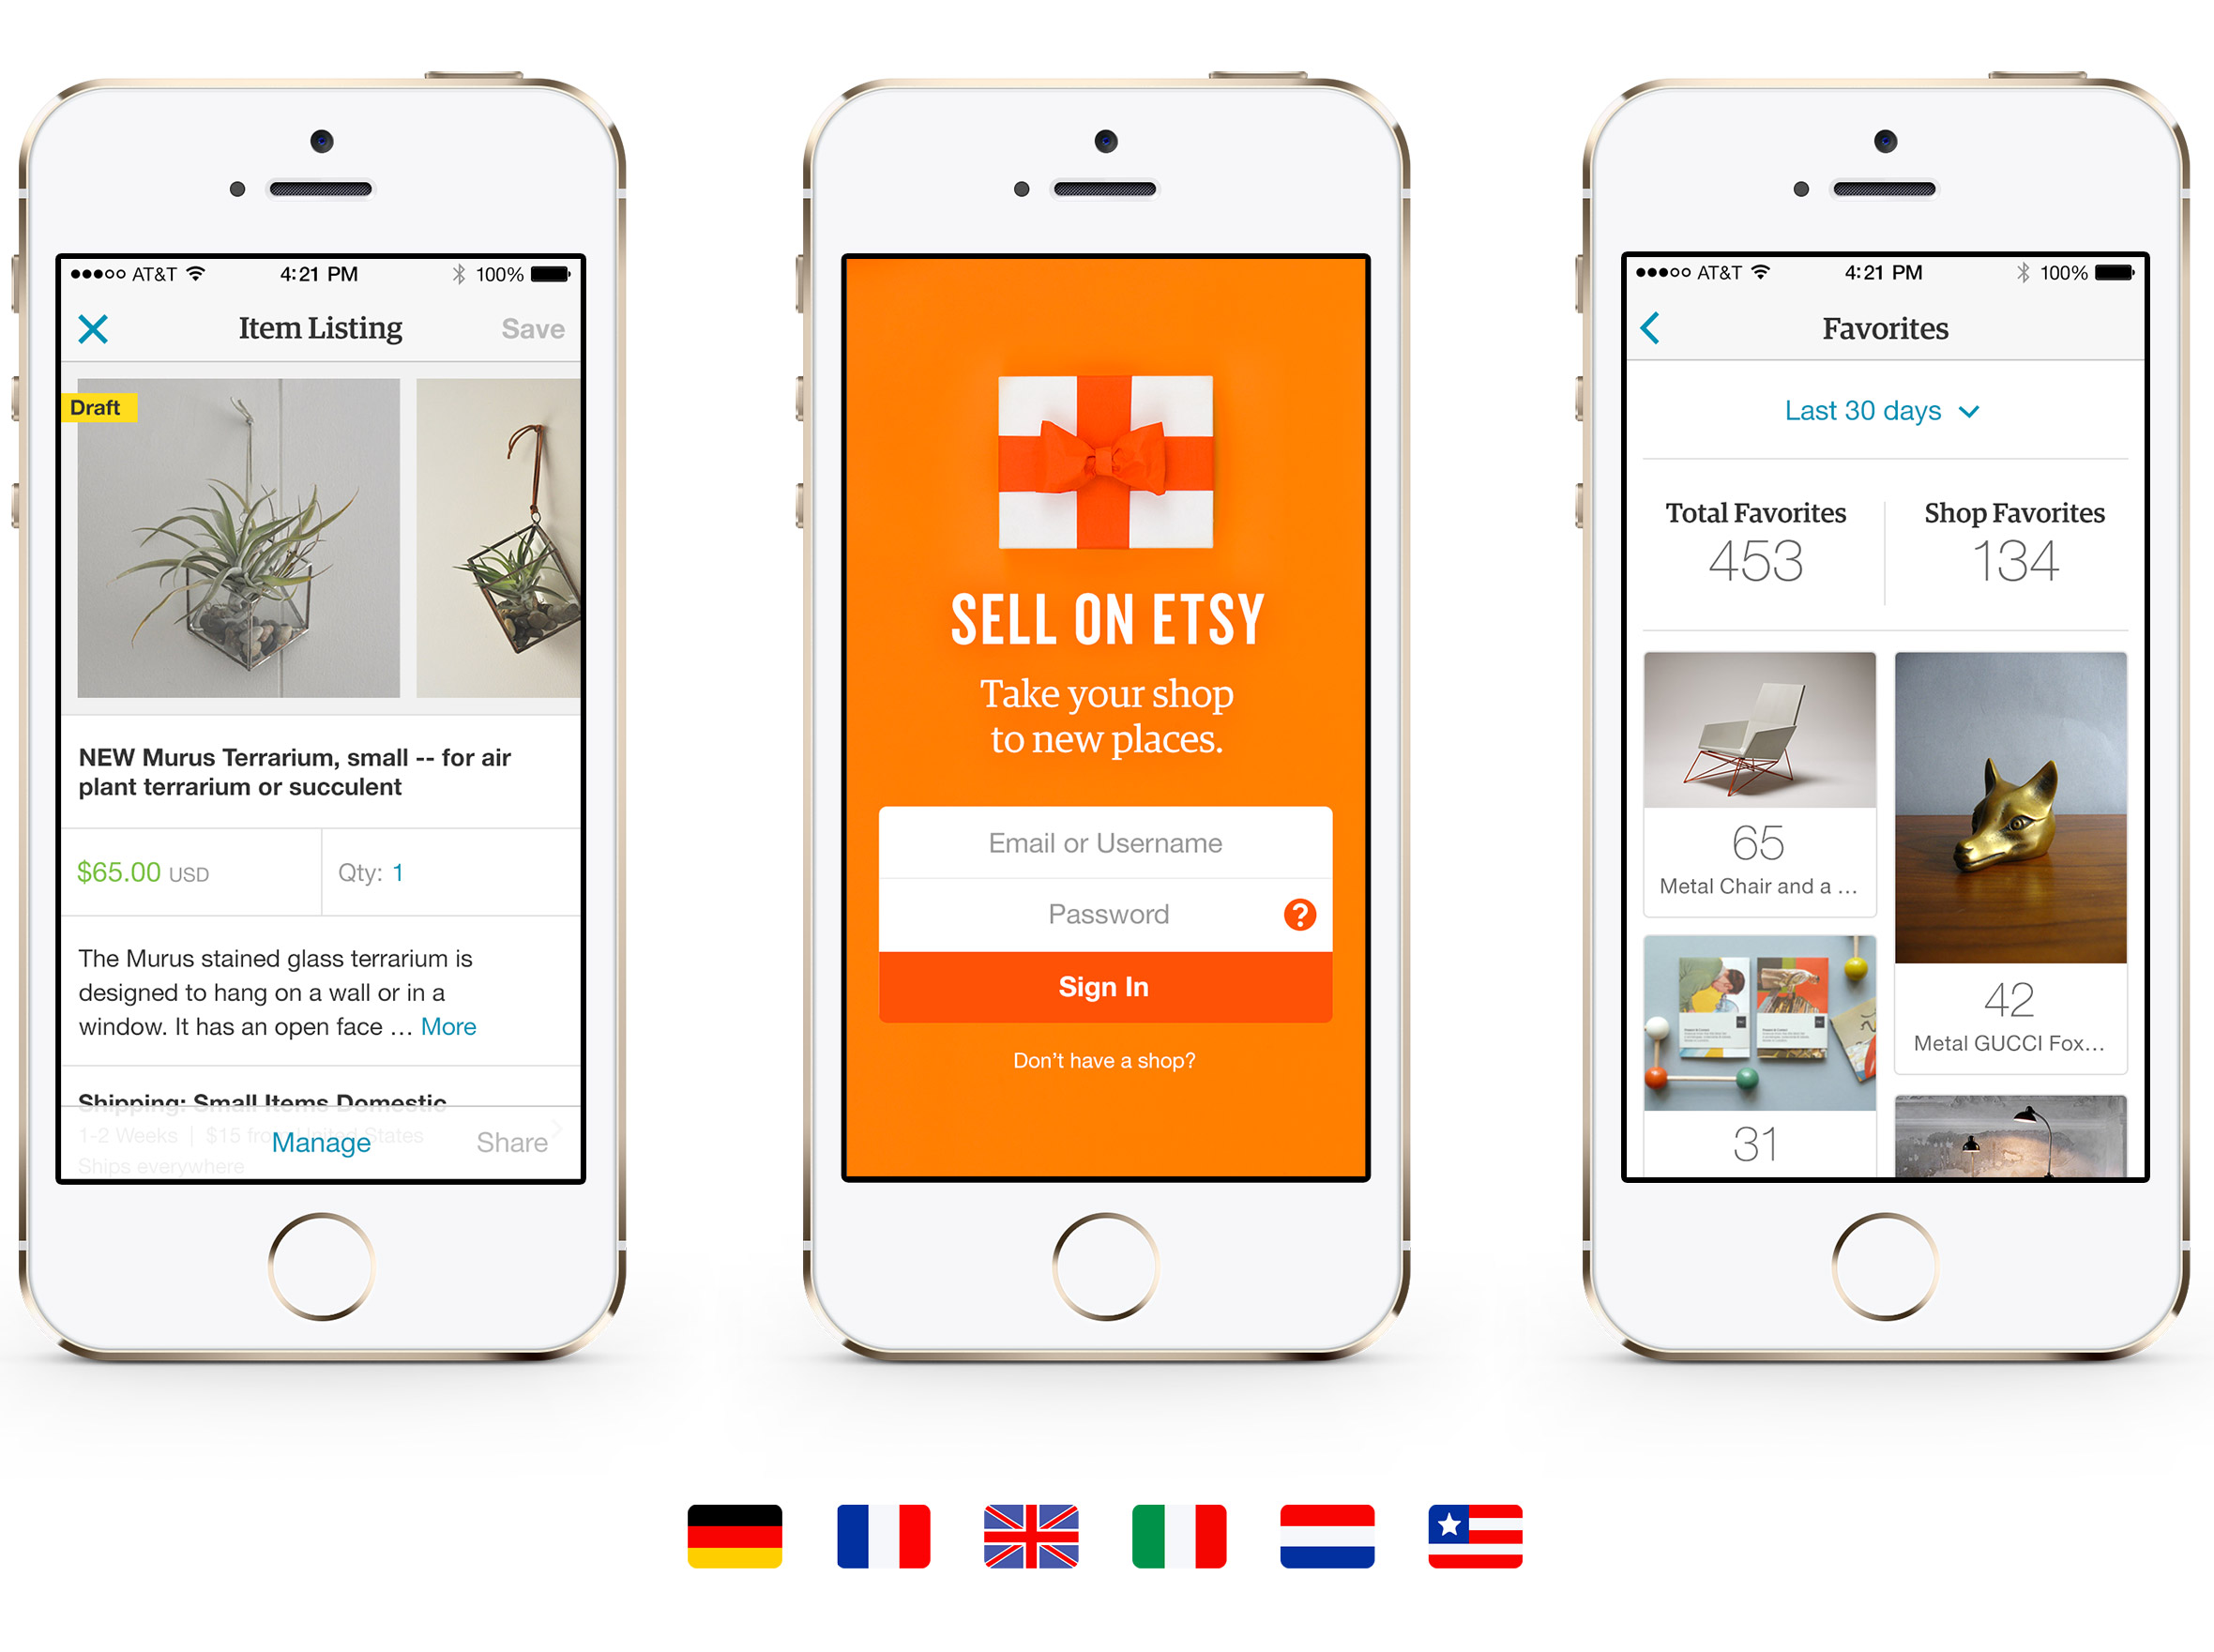 AT&T 4:21 PM 100%
Item Listing Save
Draft
NEW Murus Terrarium, small -- for air
plant terrarium or succulent
$65.00 USD Qty: 1
The Murus stained glass terrarium is
designed to hang on a wall or in a
window. It has an open face ... More
Shipping: Small Items Domestic
1-2 Weeks | $15 from United States
Ships everywhere
Manage Share
SELL ON ETSY
Take your shop
to new places.
Email or Username
Password ?
Sign In
Don't have a shop?
AT&T 4:21 PM 100%
Favorites
Last 30 days
Total Favorites Shop Favorites
453 134
65
Metal Chair and a ...
42
Metal GUCCI Fox...
31